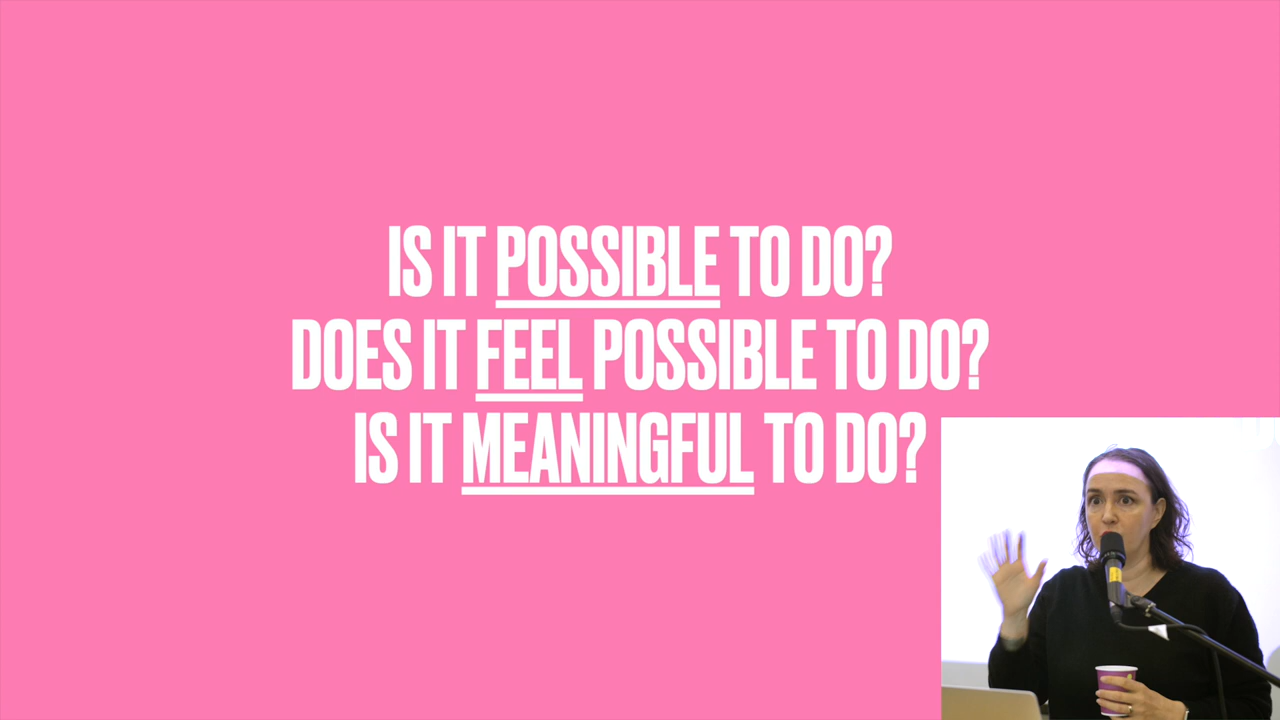 IS IT POSSIBLE TO DO?
DOES IT FEEL POSSIBLE TO DO?
IS IT MEANINGFUL TO DO?